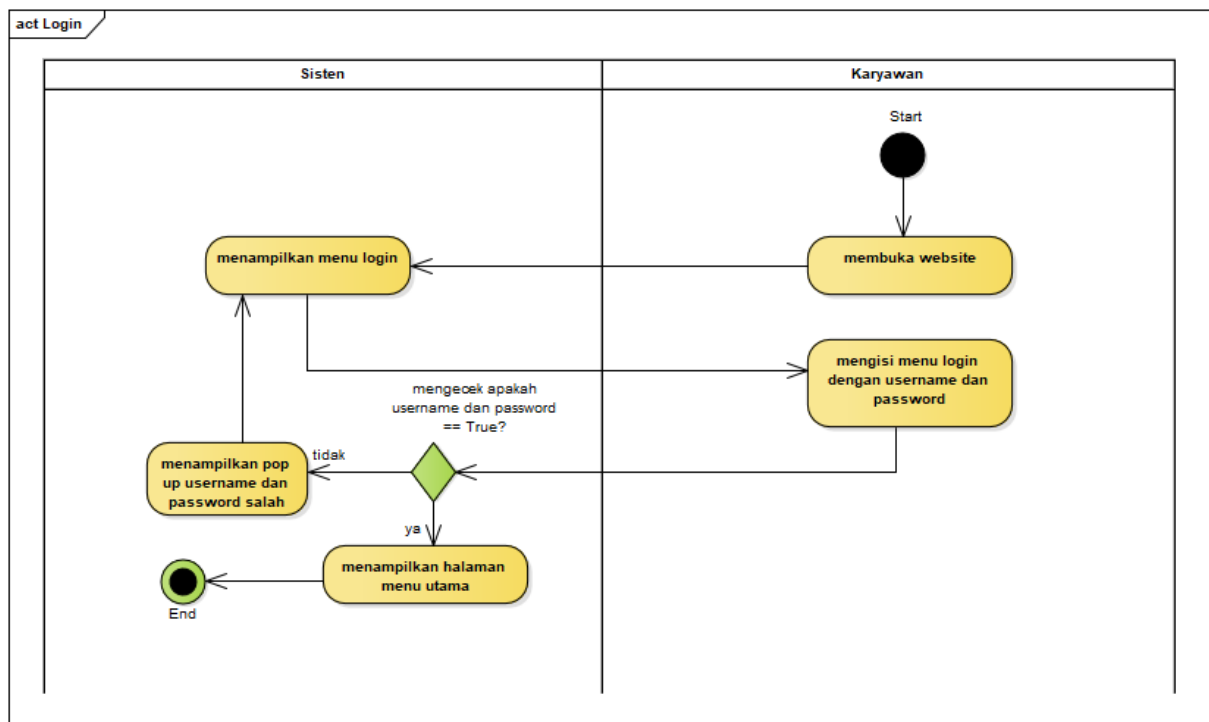 act Login
Sisten
Karyawan
Start
menampilkan menu login
membuka website
mengisi menu login
dengan username dan
password
mengecek apakah
username dan password
== True?
tidak
menampilkan pop
up username dan
password salah
ya
menampilkan halaman
menu utama
End